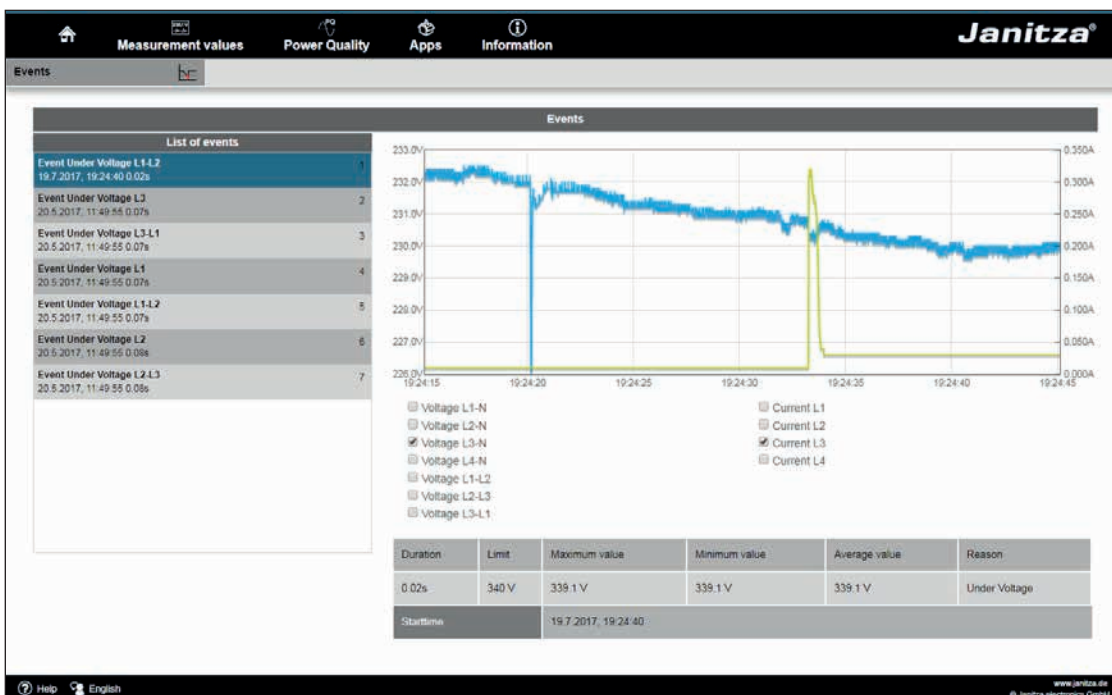 Measurement values
Power Quality
Apps
Information
Janitza®
Events
Events
List of events
Event Under Voltage L1-L2
19.7.2017, 19:24:40 0.02s
1
Event Under Voltage L3
20.5.2017, 11:49:55 0.07s
2
Event Under Voltage L3-L1
20.5.2017, 11:49:55 0.07s
3
Event Under Voltage L1
20.5.2017, 11:49:55 0.07s
4
Event Under Voltage L1-L2
20.5.2017, 11:49:55 0.07s
5
Event Under Voltage L2
20.5.2017, 11:49:55 0.08s
6
Event Under Voltage L2-L3
20.5.2017, 11:49:55 0.08s
7
233.0V
232.0V
231.0V
230.0V
229.0V
228.0V
227.0V
226.0V
0.350A
0.300A
0.250A
0.200A
0.150A
0.100A
0.050A
0.000A
19:24:15 19:24:20 19:24:25 19:24:30 19:24:35 19:24:40 19:24:45
Voltage L1-N
Voltage L2-N
Voltage L3-N
Voltage L4-N
Voltage L1-L2
Voltage L2-L3
Voltage L3-L1
Current L1
Current L2
Current L3
Current L4
Duration Limit Maximum value Minimum value Average value Reason
0.02s 340 V 339.1 V 339.1 V 339.1 V Under Voltage
Starttime 19.7.2017, 19:24:40
Help English
www.janitza.de
© Janitza electronics GmbH